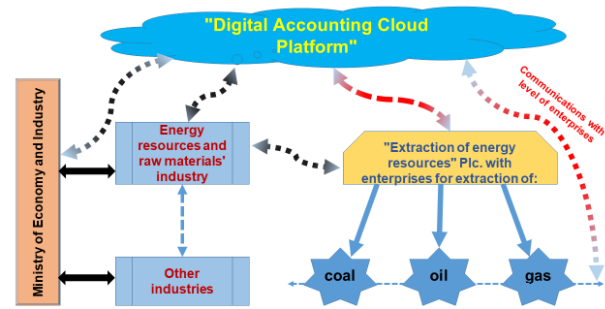 "Digital Accounting Cloud
Platform"
Communications with
level of enterprises
Ministry of Economy and Industry
Energy
resources and
raw materials'
industry
"Extraction of energy
resources" Plc. with
enterprises for extraction of:
Other
industries
coal
oil
gas